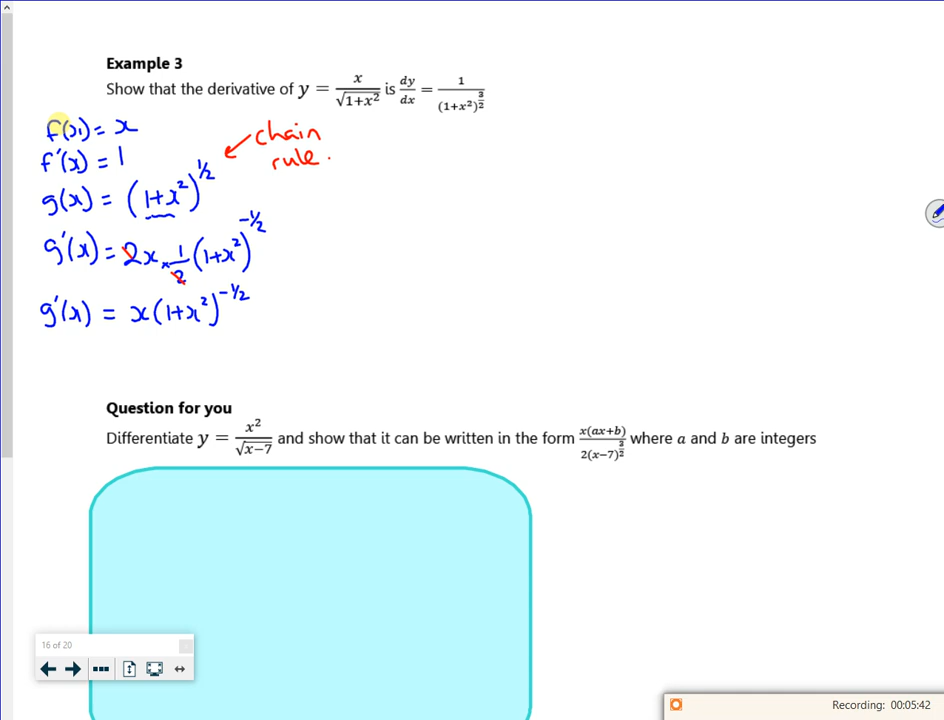 Example 3
Show that the derivative of y = x/√(1+x²) is dy/dx = 1/(1+x²)^(3/2)
f(x) = x
chain
f'(x) = 1
rule.
g(x) = (1+x²)^½
g'(x) = 2x × 1/2 (1+x²)^-½
g'(x) = x(1+x²)^-½
Question for you
Differentiate y = x²/√(x−7) and show that it can be written in the form x(ax+b)/2(x−7)^(3/2) where a and b are integers
16 of 20
Recording: 00:05:42